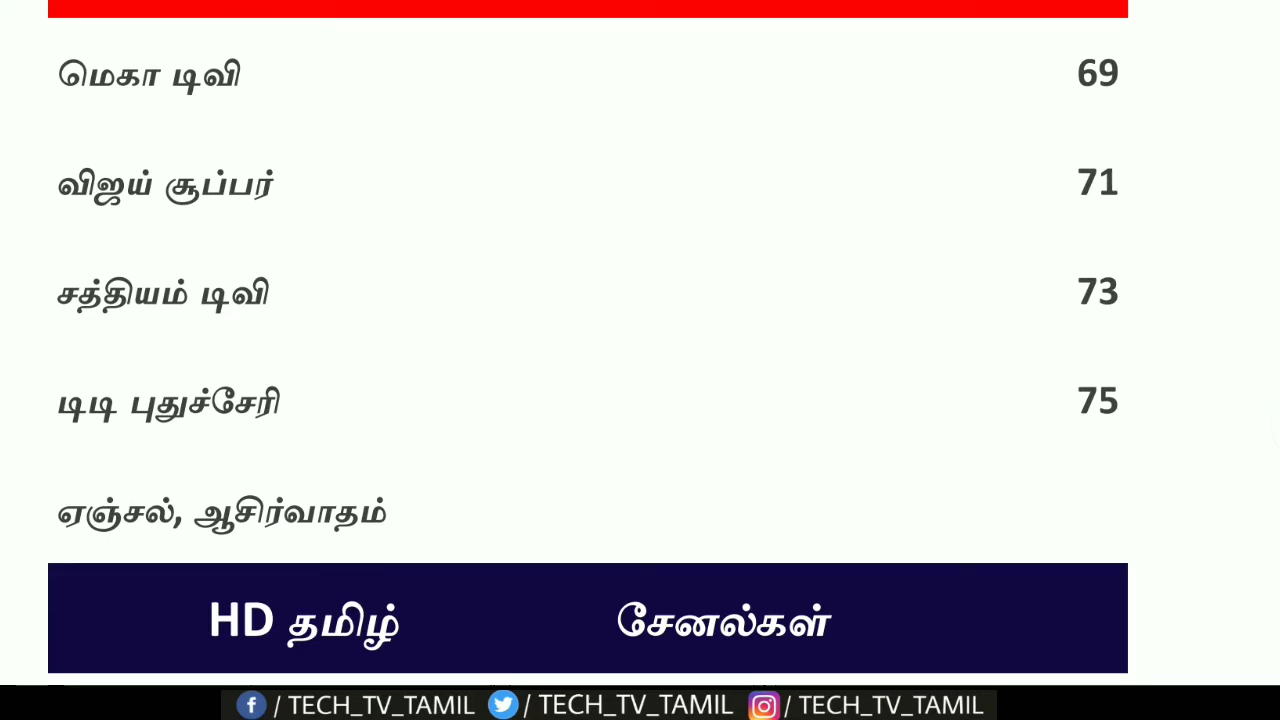 மெகா டிவி 69
விஜய் சூப்பர் 71
சத்தியம் டிவி 73
டிடி புதுச்சேரி 75
ஏஞ்சல், ஆசிர்வாதம்
HD தமிழ் சேனல்கள்
/ TECH_TV_TAMIL / TECH_TV_TAMIL / TECH_TV_TAMIL